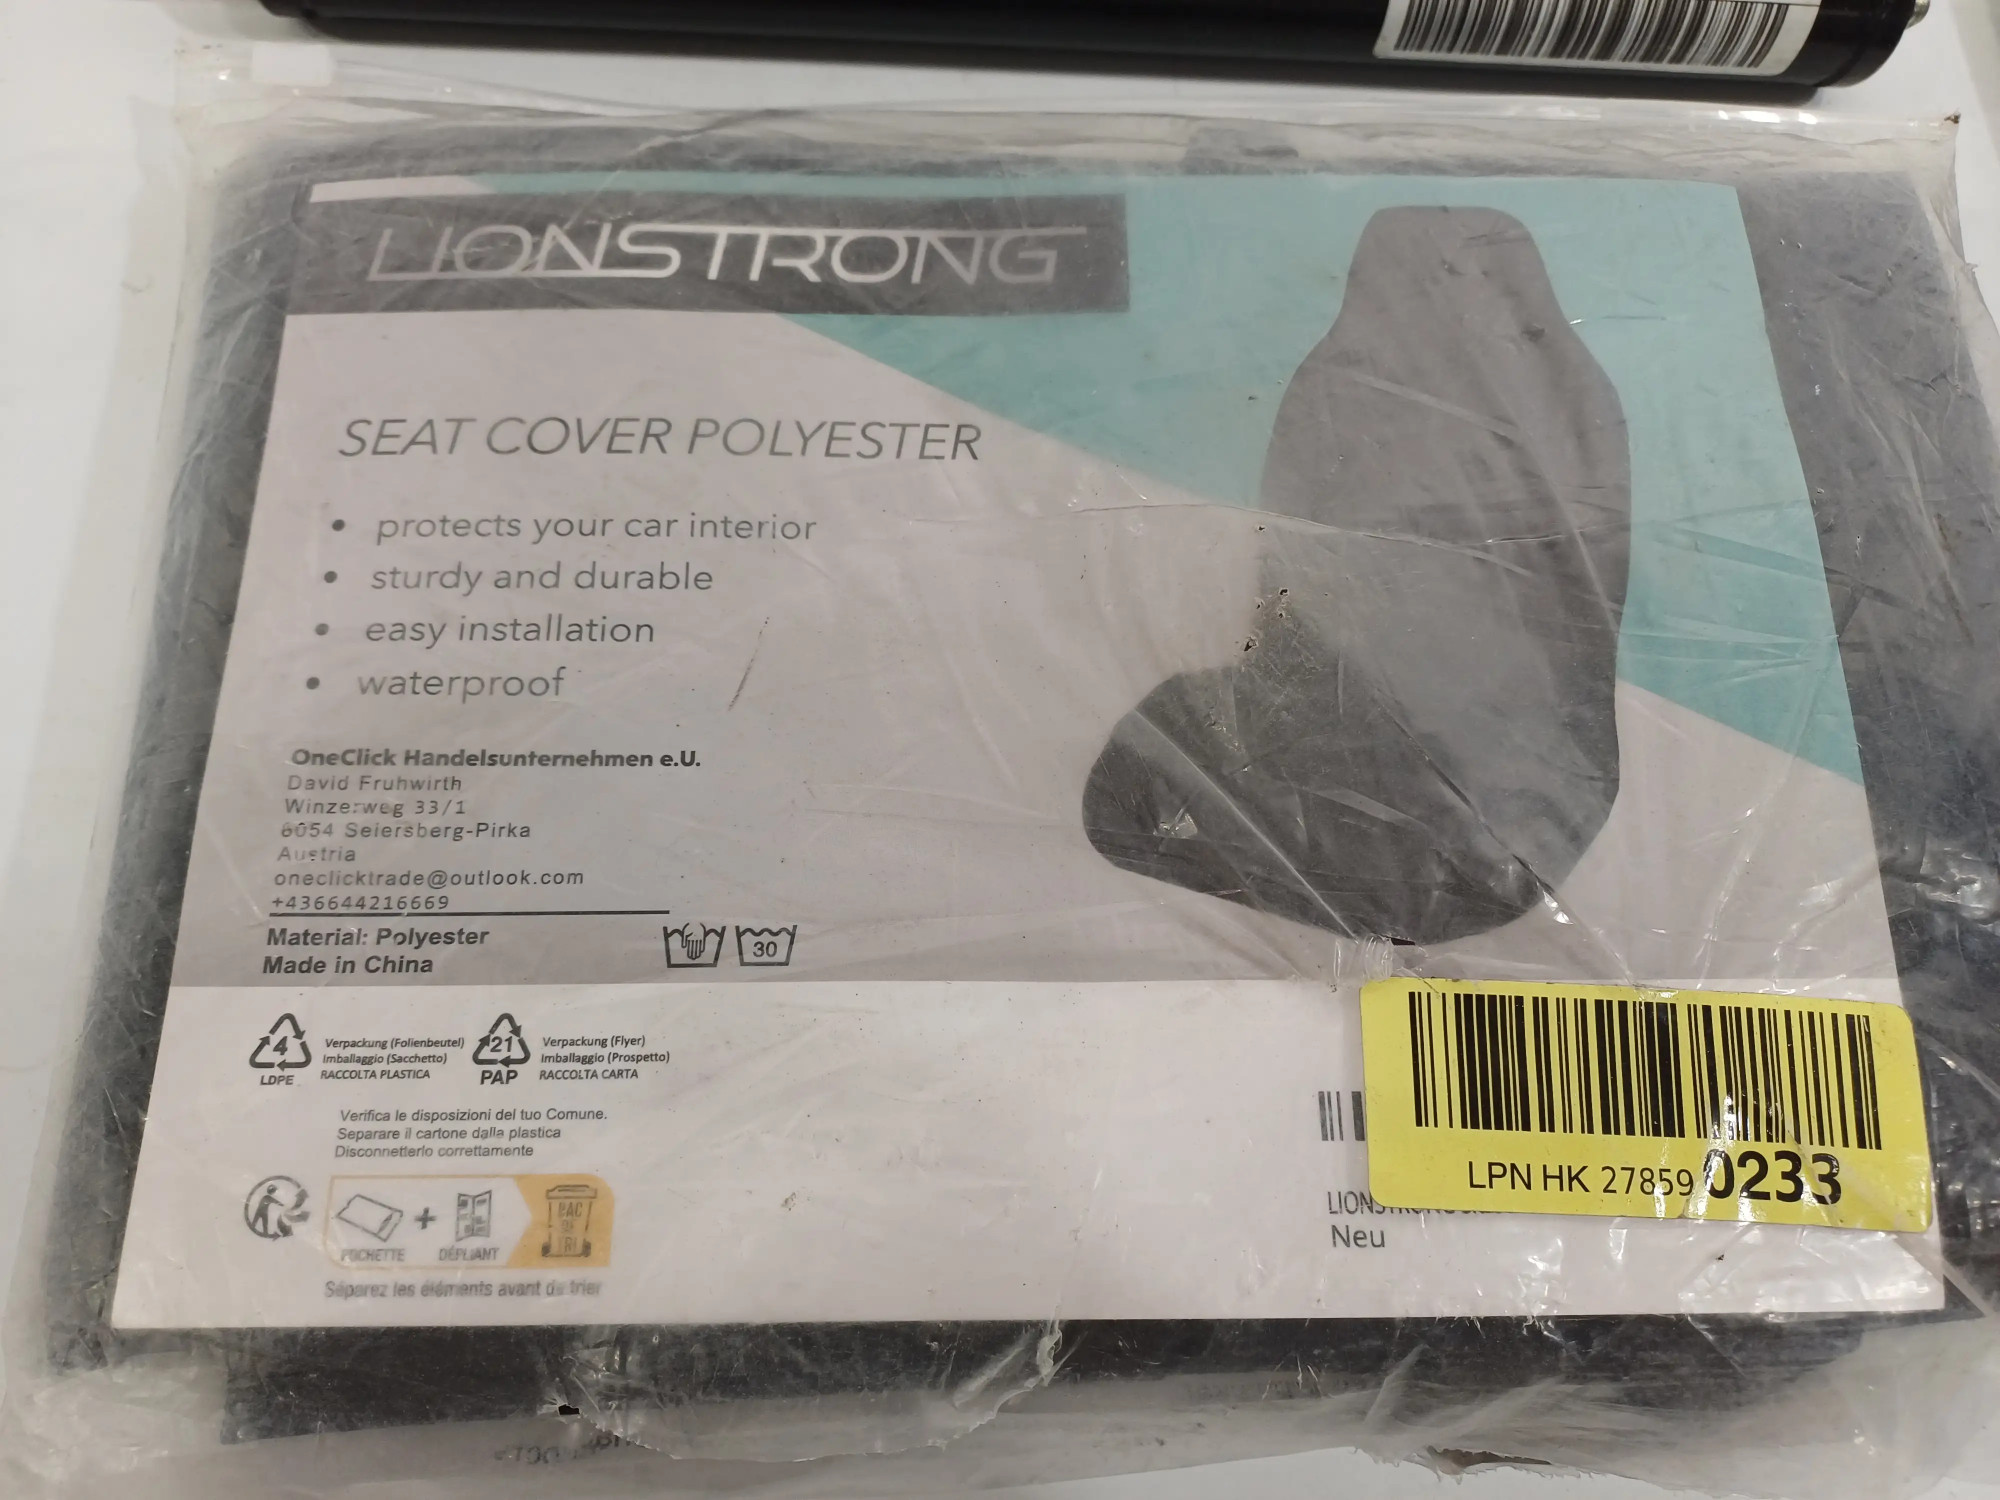 LIONSTRONG
SEAT COVER POLYESTER
• protects your car interior
• sturdy and durable
• easy installation
• waterproof
OneClick Handelsunternehmen e.U.
David Fruhwirth
Winzerweg 33/1
8054 Seiersberg-Pirka
Austria
oneclicktrade@outlook.com
+436644216669
Material: Polyester
Made in China
30
4
LDPE
Verpackung (Folienbeutel)
Imballaggio (Sacchetto)
RACCOLTA PLASTICA
21
PAP
Verpackung (Flyer)
Imballaggio (Prospetto)
RACCOLTA CARTA
Verifica le disposizioni del tuo Comune.
Separare il cartone dalla plastica
Disconnetterlo correttamente
POCHETTE
+
DÉPLIANT
BAC
DE
TRI
Séparez les éléments avant de trier
LPN HK 27859 0233
LIONSTRONG
Neu